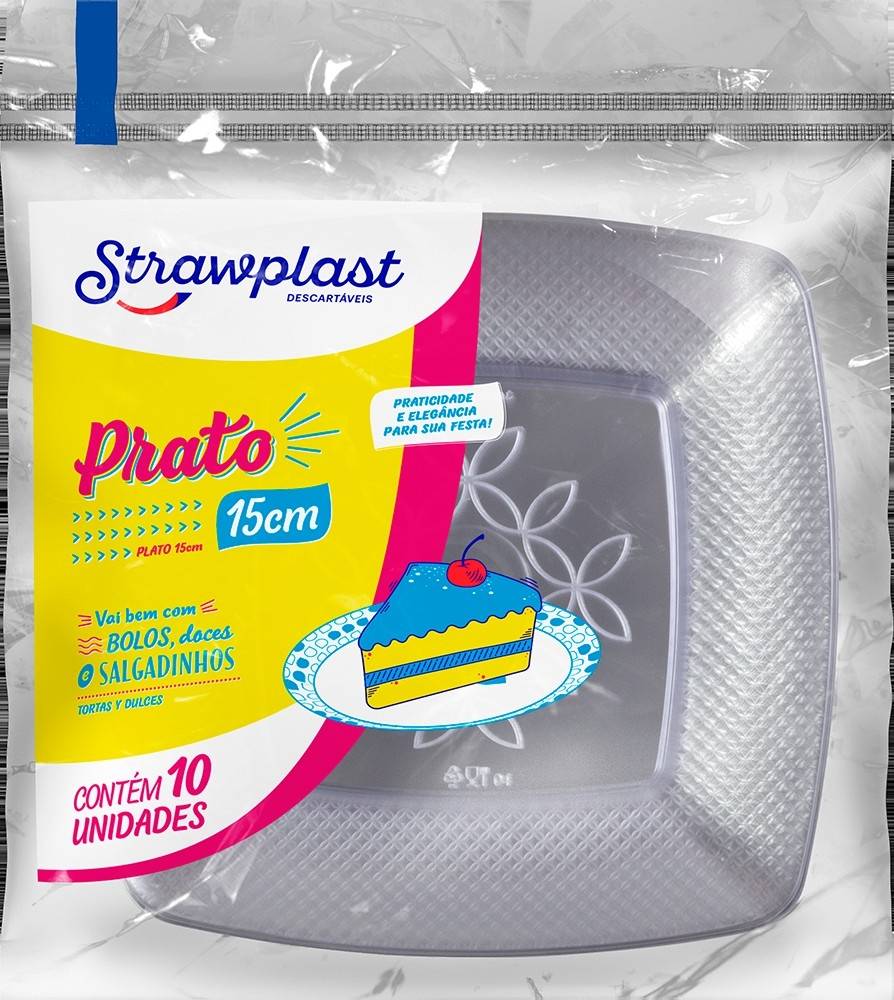 Strawplast
DESCARTÁVEIS
PRATICIDADE
E ELEGÂNCIA
PARA SUA FESTA!
Prato
15cm
PLATO 15cm
Vai bem com
BOLOS, doces
e SALGADINHOS
TORTAS Y DULCES
CONTÉM 10
UNIDADES